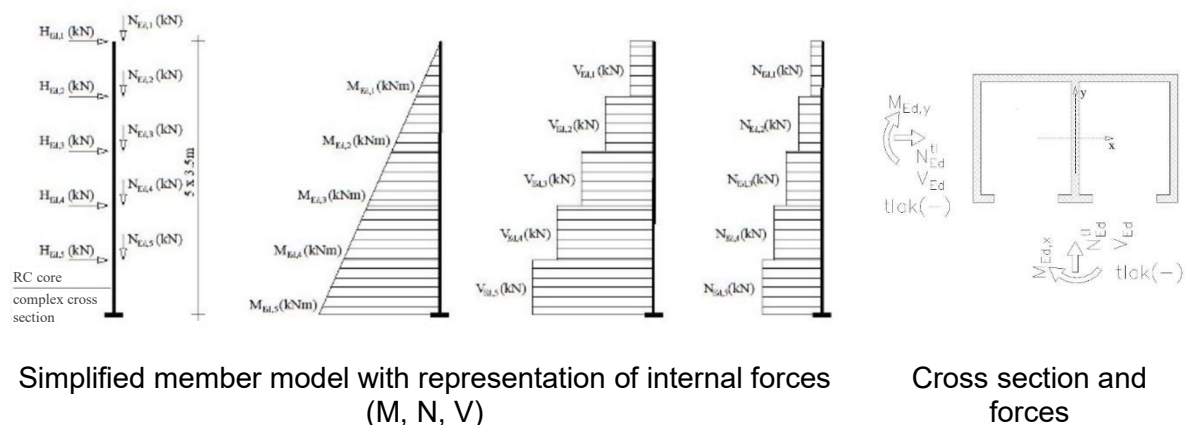 H_Ed,1 (kN)
N_Ed,1 (kN)
H_Ed,2 (kN)
N_Ed,2 (kN)
H_Ed,3 (kN)
N_Ed,3 (kN)
H_Ed,4 (kN)
N_Ed,4 (kN)
H_Ed,5 (kN)
N_Ed,5 (kN)
5 x 3.5m
RC core
complex cross
section
M_Ed,1 (kNm)
M_Ed,2 (kNm)
M_Ed,3 (kNm)
M_Ed,4 (kNm)
M_Ed,5 (kNm)
V_Ed,1 (kN)
V_Ed,2 (kN)
V_Ed,3 (kN)
V_Ed,4 (kN)
V_Ed,5 (kN)
N_Ed,1 (kN)
N_Ed,2 (kN)
N_Ed,3 (kN)
N_Ed,4 (kN)
N_Ed,5 (kN)
y
x
M_Ed,y
N_Ed^tl
V_Ed
tlak(-)
M_Ed,x
N_Ed^tl
V_Ed
tlak(-)
Simplified member model with representation of internal forces
(M, N, V)
Cross section and
forces